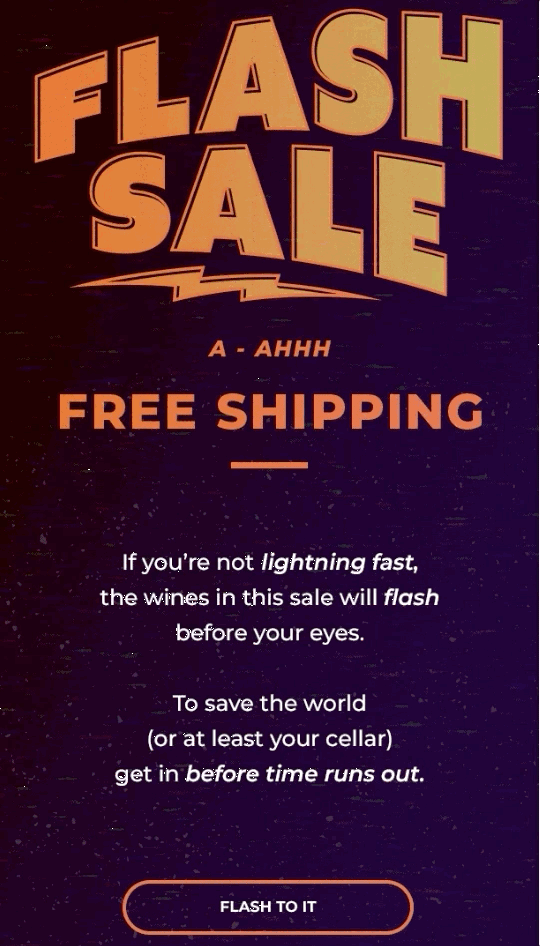 FLASH
SALE
A - AHHH
FREE SHIPPING
If you’re not lightning fast,
the wines in this sale will flash
before your eyes.
To save the world
(or at least your cellar)
get in before time runs out.
FLASH TO IT